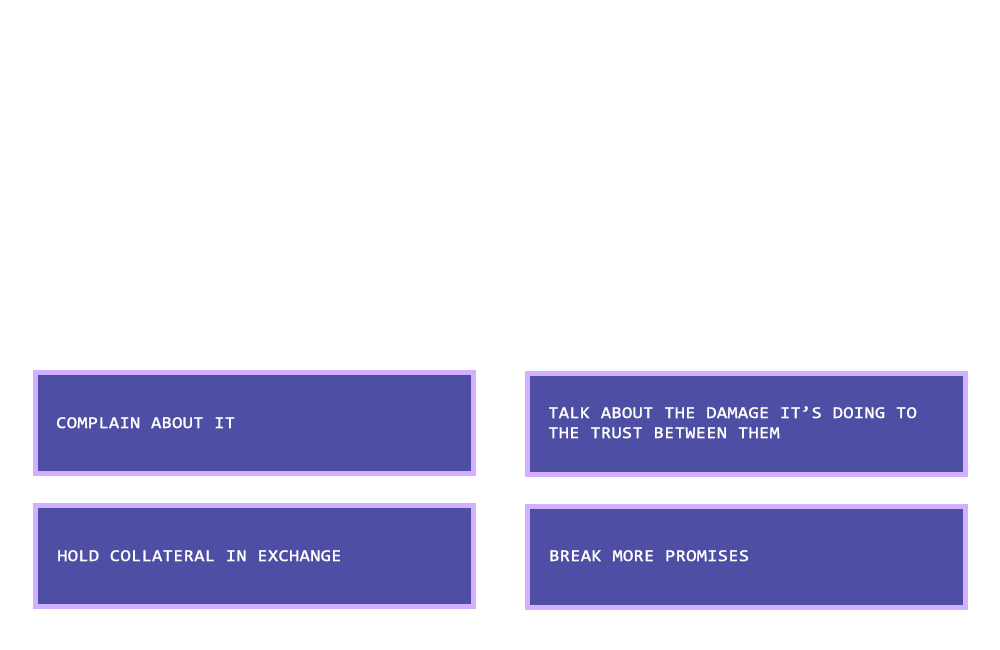 COMPLAIN ABOUT IT
TALK ABOUT THE DAMAGE IT’S DOING TO
THE TRUST BETWEEN THEM
HOLD COLLATERAL IN EXCHANGE
BREAK MORE PROMISES